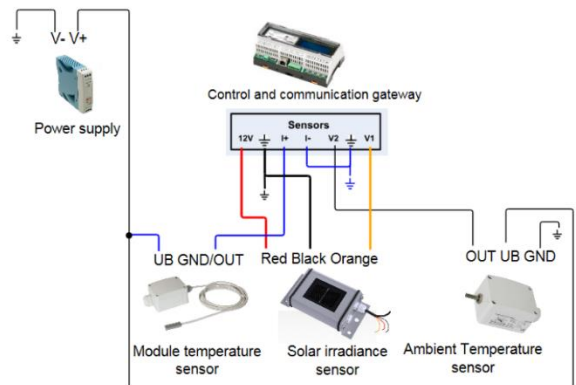 V- V+
Power supply
Control and communication gateway
Sensors
12V I+ I- V2 V1
UB GND/OUT
Red Black Orange
OUT UB GND
Module temperature
sensor
Solar irradiance
sensor
Ambient Temperature
sensor